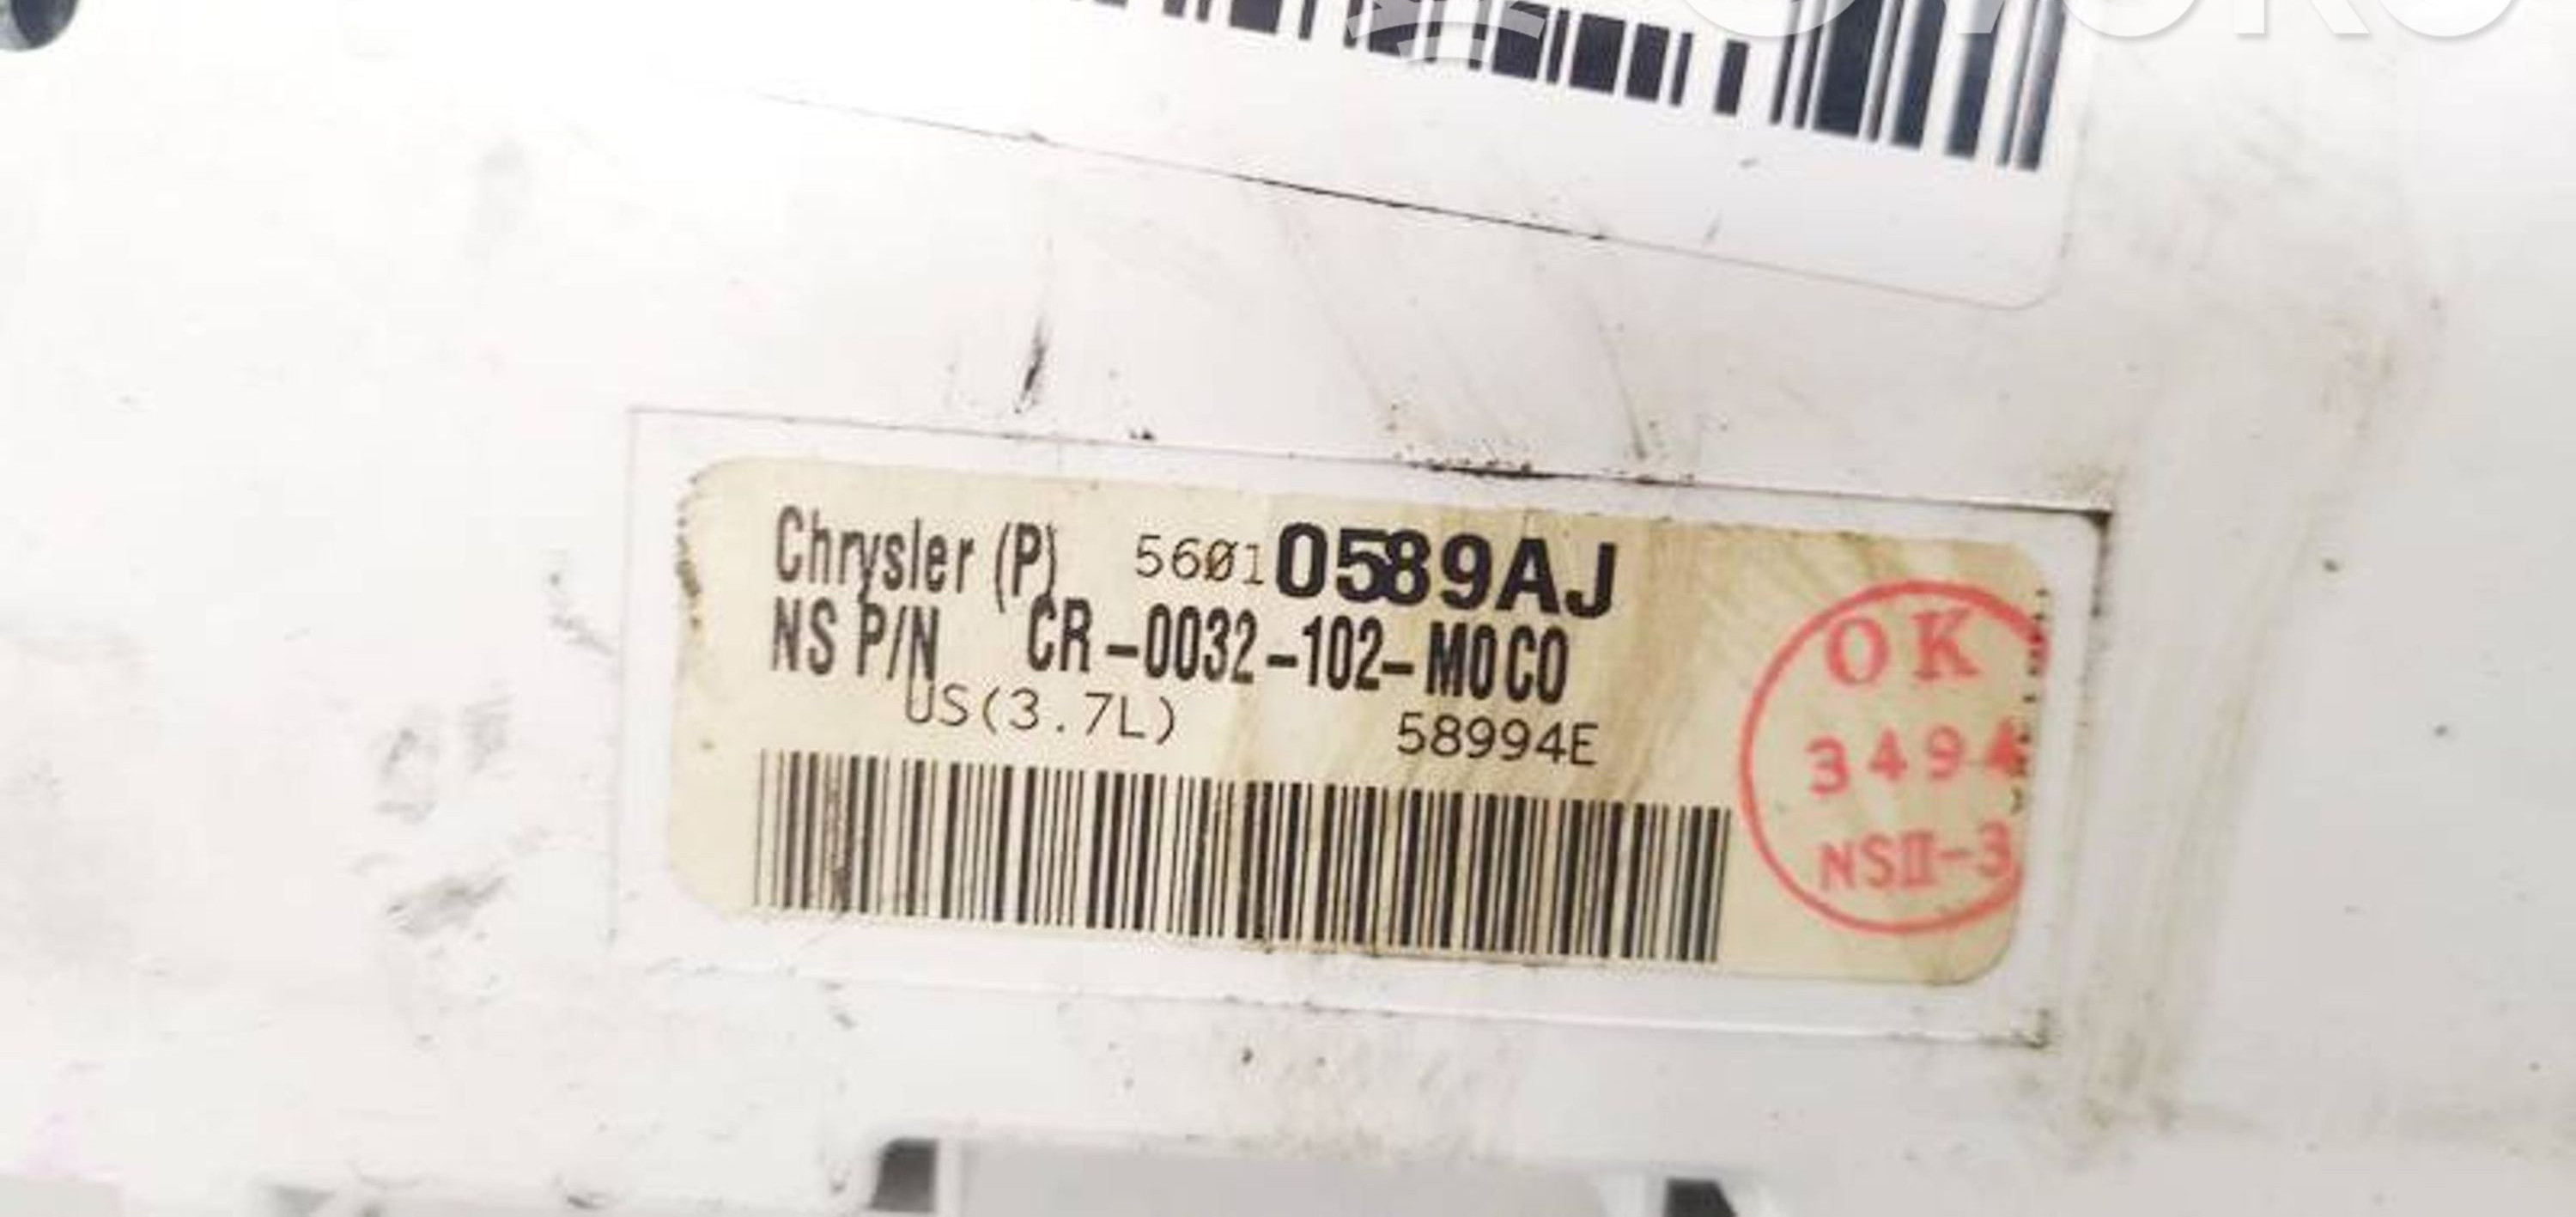 Chrysler (P) 56010589AJ
NS P/N CR-0032-102-M0C0
US(3.7L) 58994E
OK
3494
NSII-3